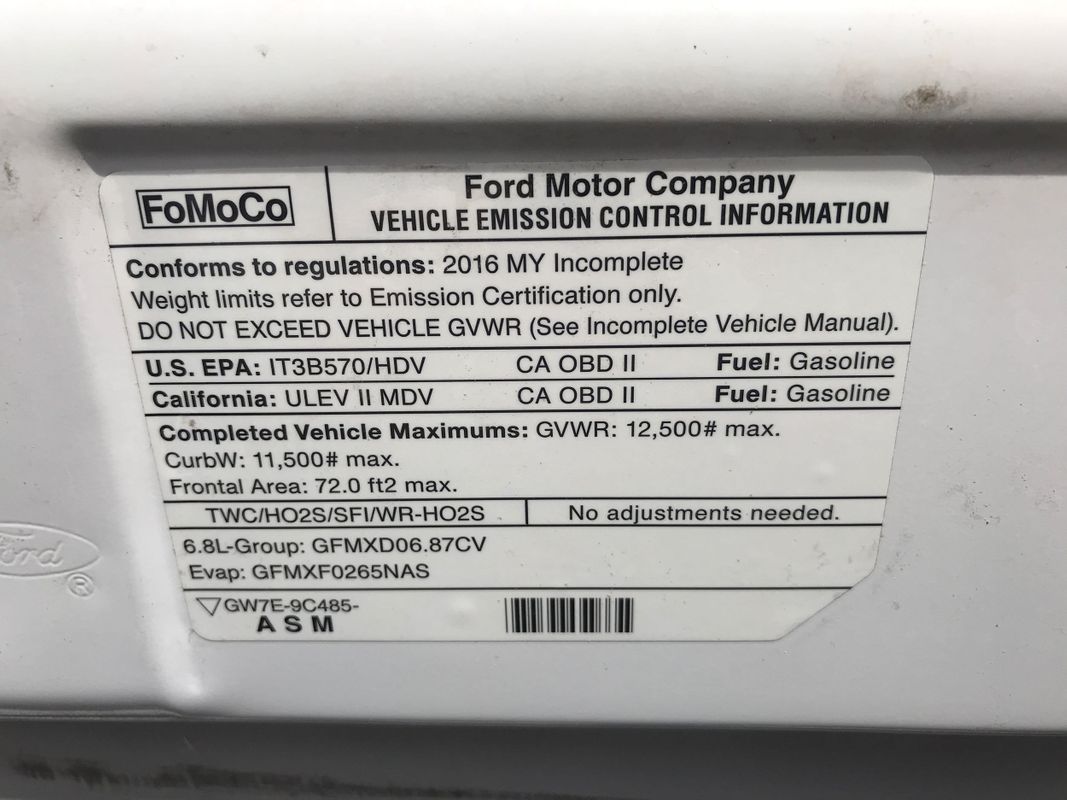 FoMoCo
Ford Motor Company
VEHICLE EMISSION CONTROL INFORMATION
Conforms to regulations: 2016 MY Incomplete
Weight limits refer to Emission Certification only.
DO NOT EXCEED VEHICLE GVWR (See Incomplete Vehicle Manual).
U.S. EPA: IT3B570/HDV CA OBD II Fuel: Gasoline
California: ULEV II MDV CA OBD II Fuel: Gasoline
Completed Vehicle Maximums: GVWR: 12,500# max.
CurbW: 11,500# max.
Frontal Area: 72.0 ft2 max.
TWC/HO2S/SFI/WR-HO2S No adjustments needed.
6.8L-Group: GFMXD06.87CV
Evap: GFMXF0265NAS
GW7E-9C485-
A S M
Ford ®